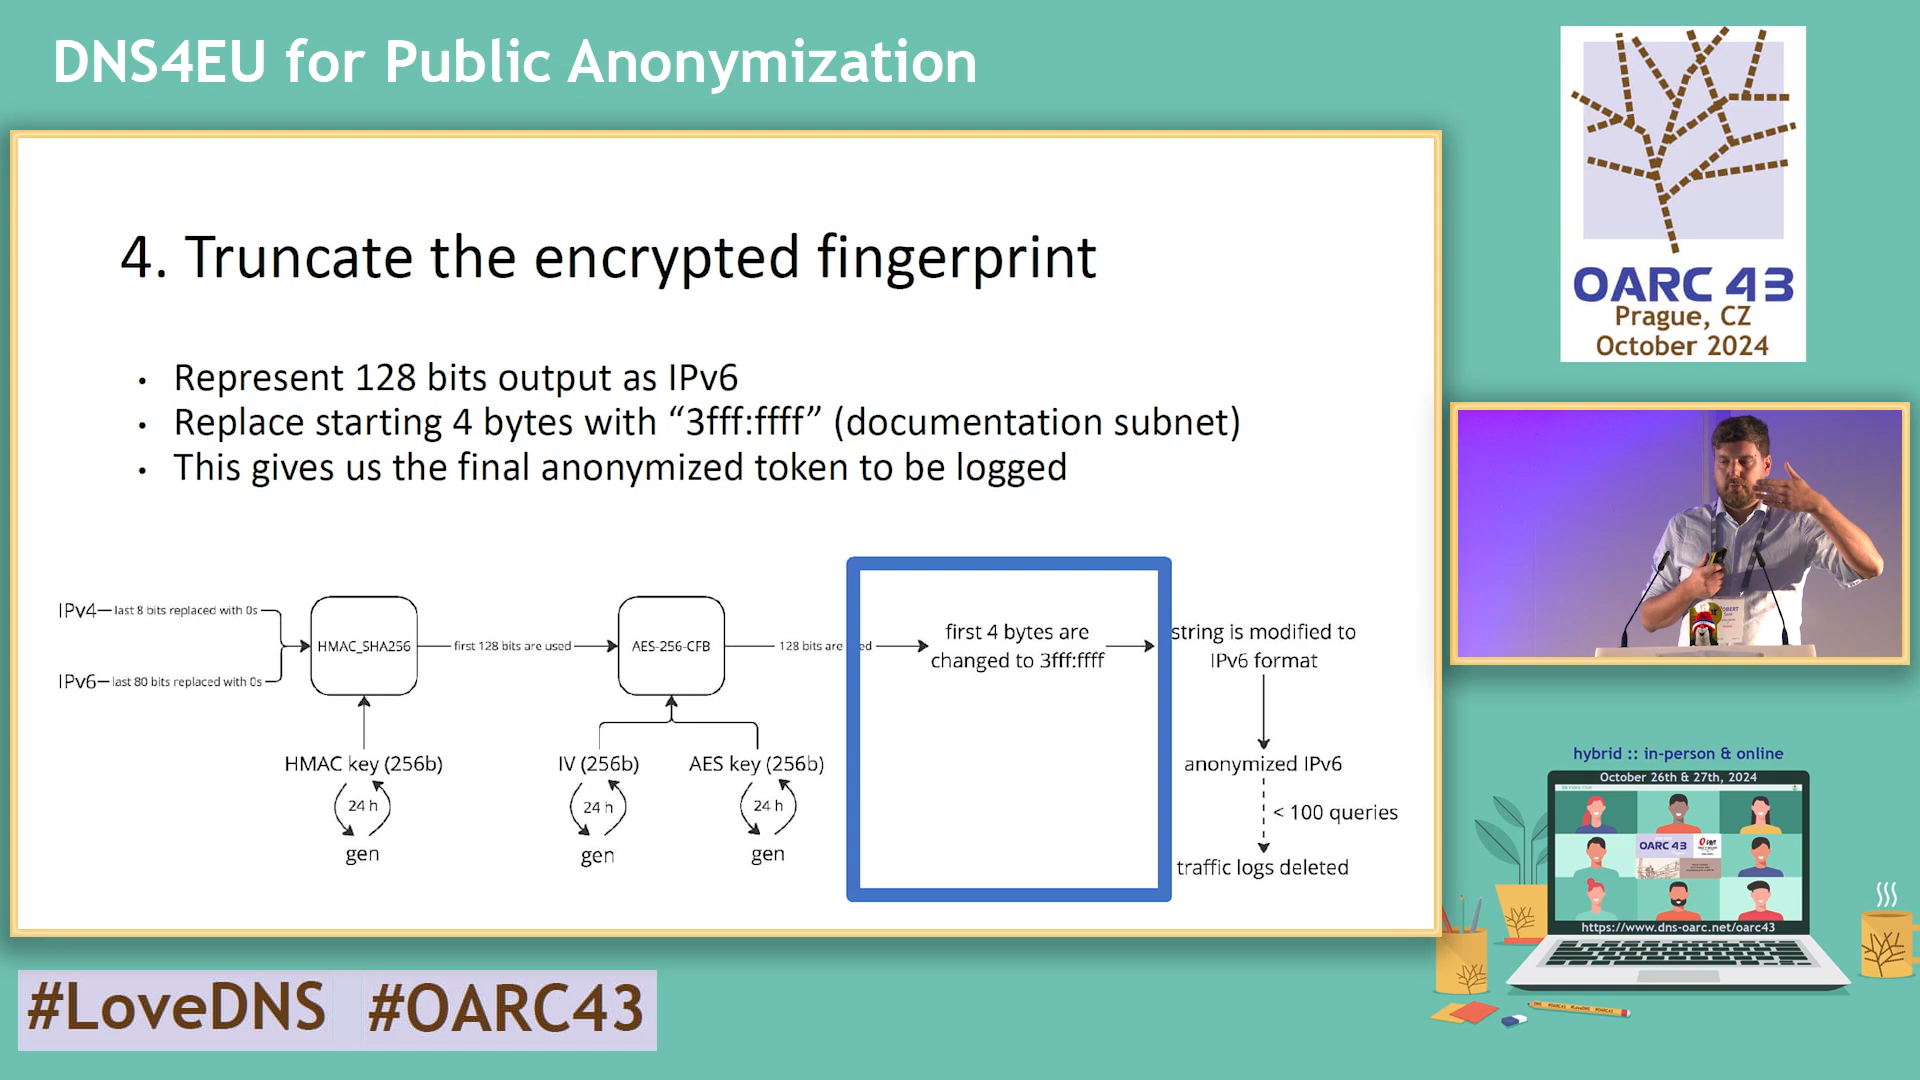 DNS4EU for Public Anonymization
4. Truncate the encrypted fingerprint
• Represent 128 bits output as IPv6
• Replace starting 4 bytes with “3fff:ffff” (documentation subnet)
• This gives us the final anonymized token to be logged
IPv4
last 8 bits replaced with 0s
IPv6
last 80 bits replaced with 0s
HMAC_SHA256
first 128 bits are used
AES-256-CFB
128 bits are
ed
first 4 bytes are
changed to 3fff:ffff
string is modified to
IPv6 format
HMAC key (256b)
24 h
gen
IV (256b)
24 h
gen
AES key (256b)
24 h
gen
anonymized IPv6
< 100 queries
traffic logs deleted
OARC 43
Prague, CZ
October 2024
hybrid :: in-person & online
October 26th & 27th, 2024
OARC 43
https://www.dns-oarc.net/oarc43
#LoveDNS #OARC43